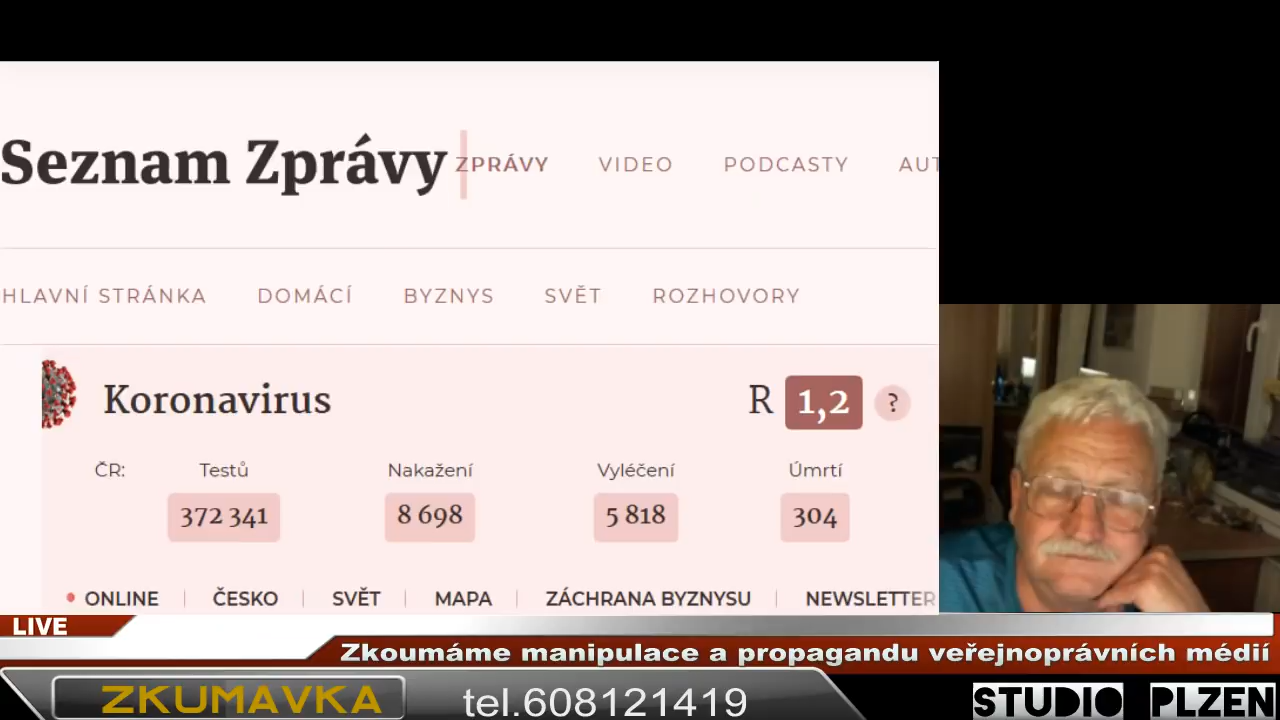 Seznam Zprávy
ZPRÁVY VIDEO PODCASTY AUT
HLAVNÍ STRÁNKA DOMÁCÍ BYZNYS SVĚT ROZHOVORY
Koronavirus R 1,2 ?
ČR: Testů Nakažení Vyléčení Úmrtí
372 341 8 698 5 818 304
ONLINE ČESKO SVĚT MAPA ZÁCHRANA BYZNYSU NEWSLETTER
LIVE
Zkoumáme manipulace a propagandu veřejnoprávních médií
ZKUMAVKA tel.608121419 STUDIO PLZEN